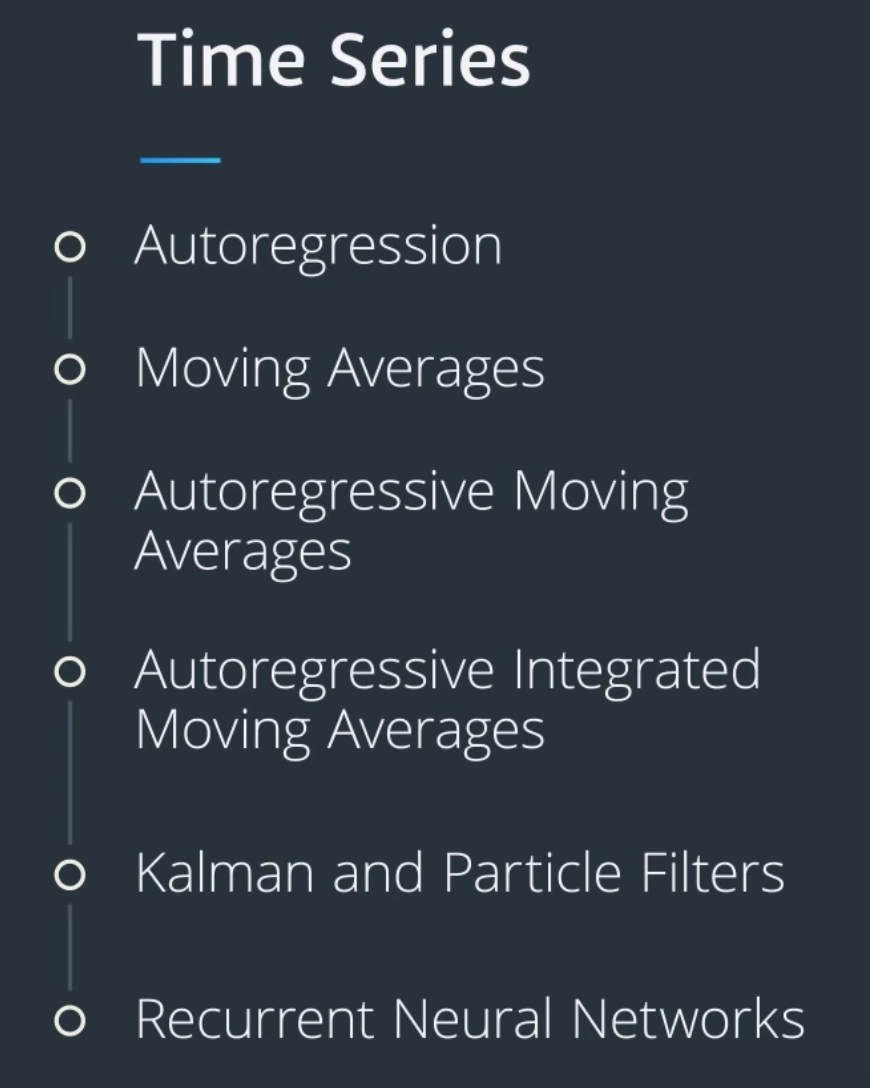 Time Series
Autoregression
Moving Averages
Autoregressive Moving
Averages
Autoregressive Integrated
Moving Averages
Kalman and Particle Filters
Recurrent Neural Networks